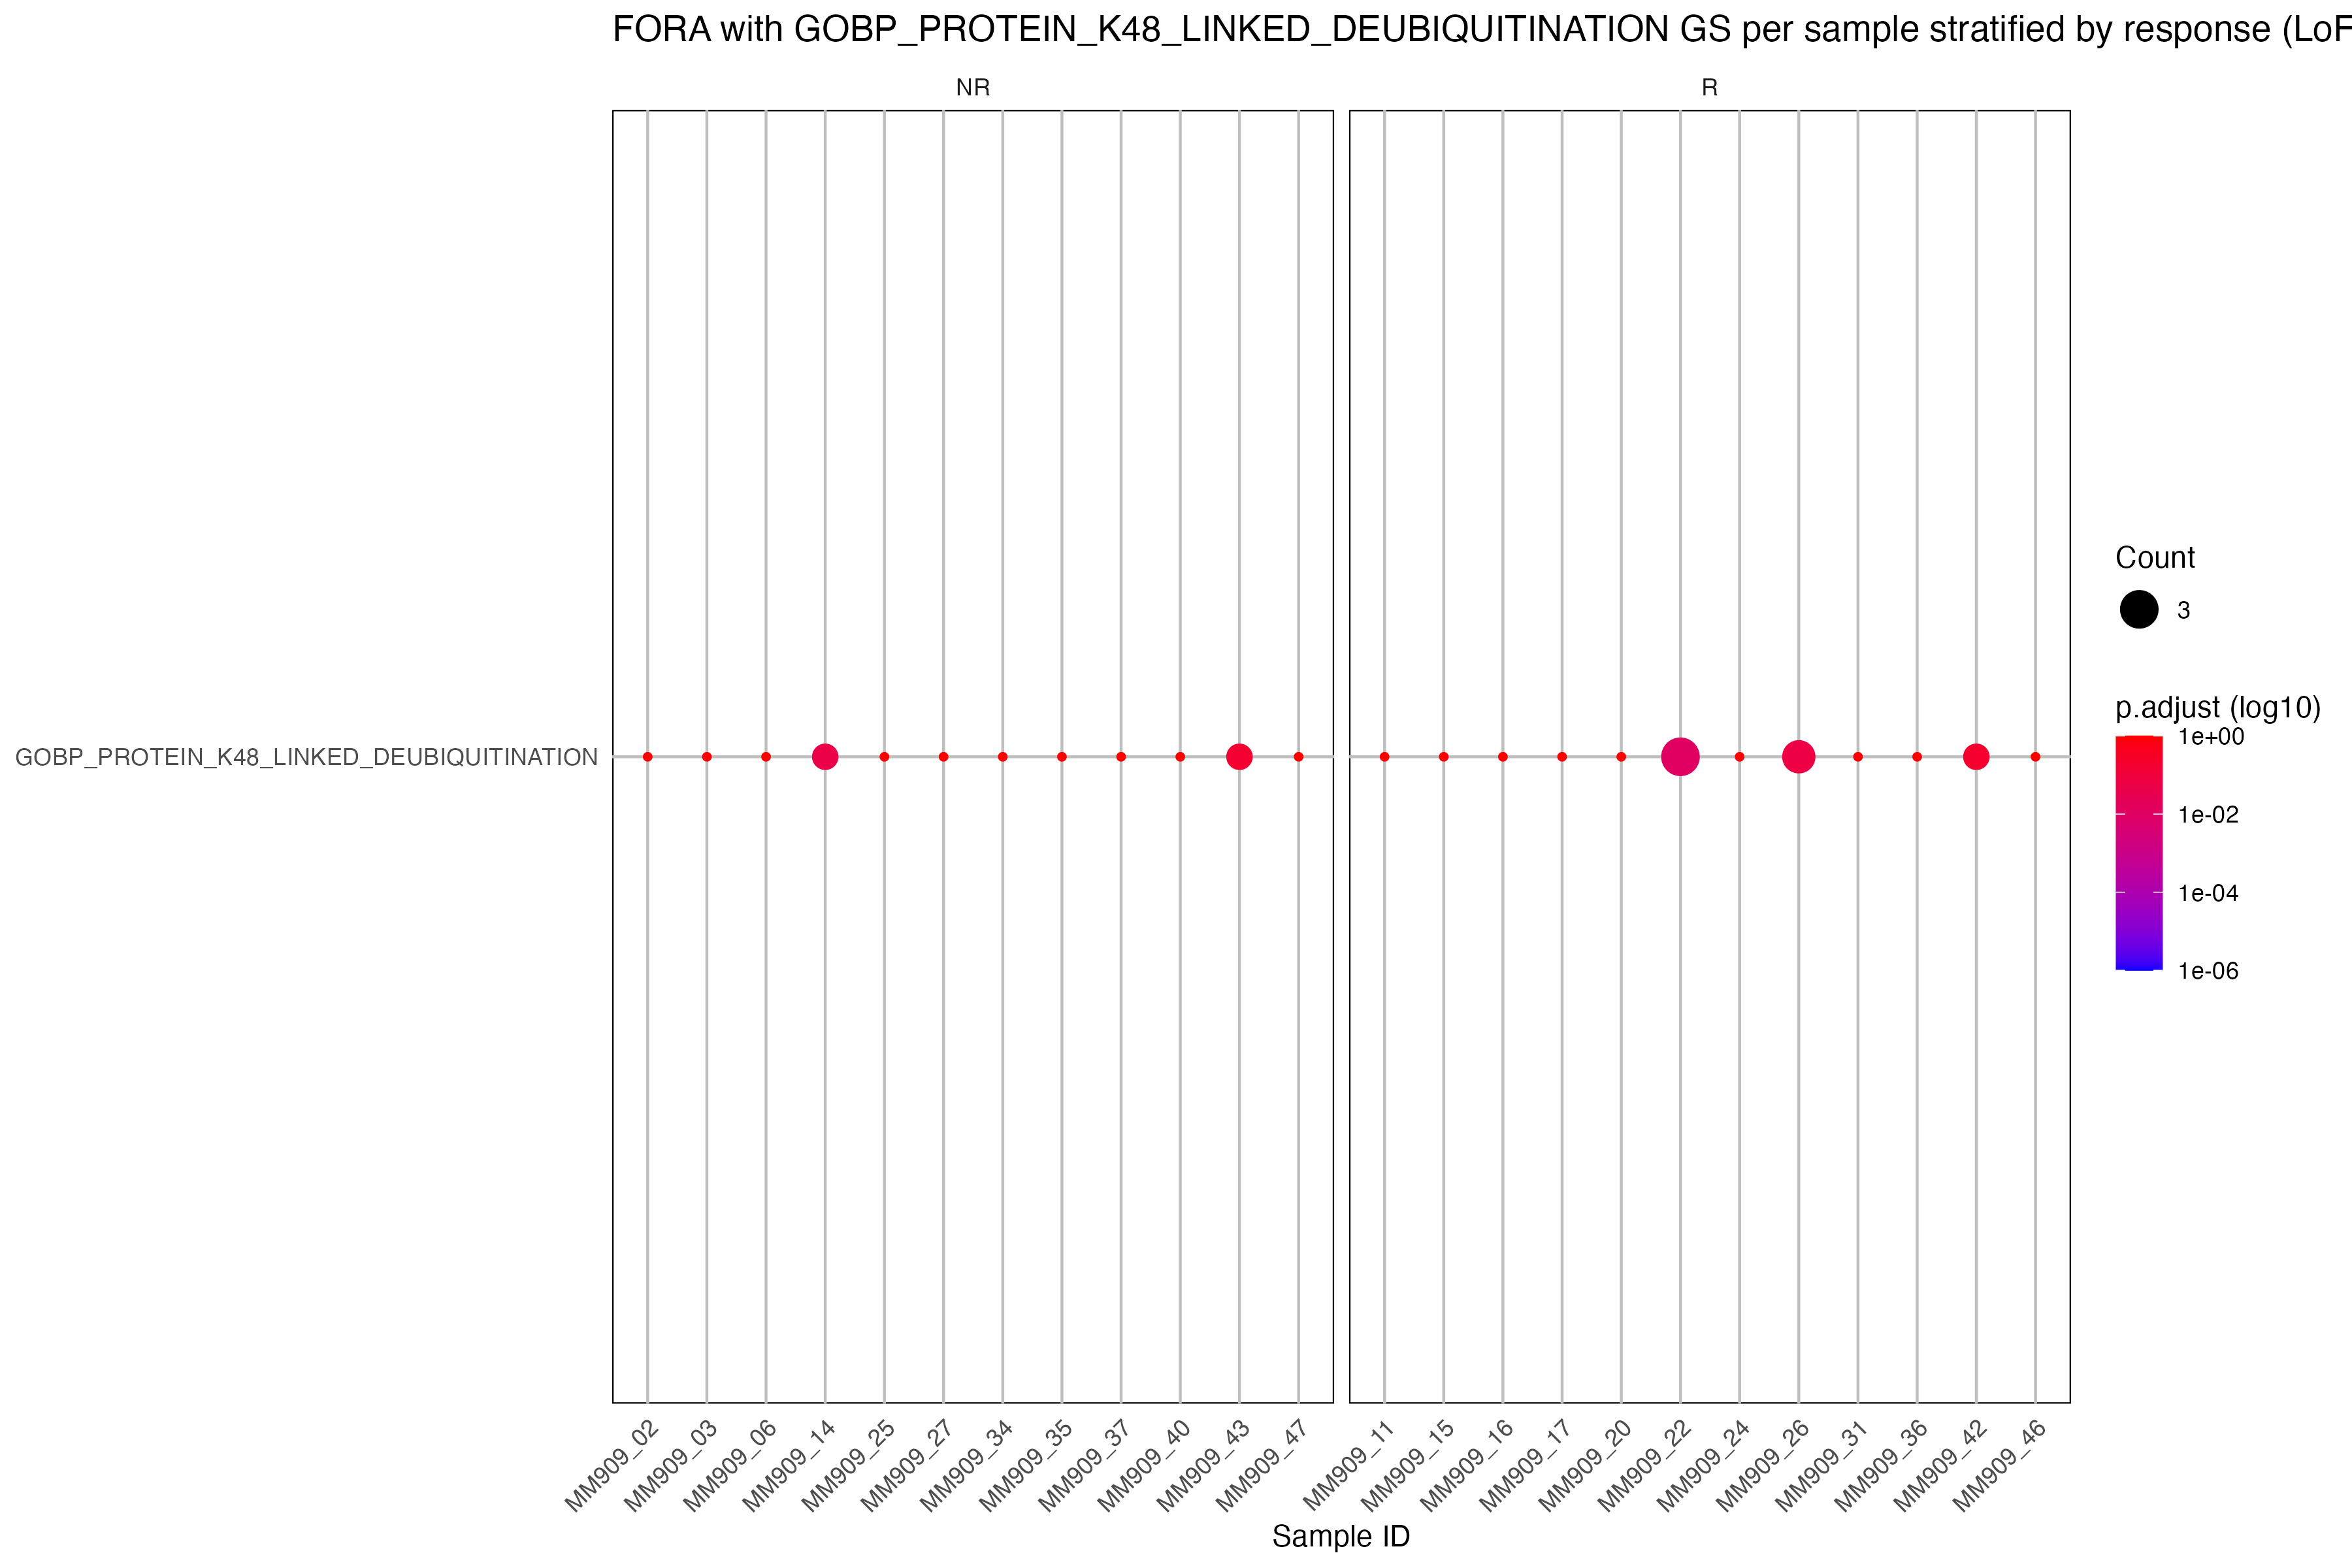 FORA with GOBP_PROTEIN_K48_LINKED_DEUBIQUITINATION GS per sample stratified by response (LoF
NR
R
GOBP_PROTEIN_K48_LINKED_DEUBIQUITINATION
MM909_02
MM909_03
MM909_06
MM909_14
MM909_25
MM909_27
MM909_34
MM909_35
MM909_37
MM909_40
MM909_43
MM909_47
MM909_11
MM909_15
MM909_16
MM909_17
MM909_20
MM909_22
MM909_24
MM909_26
MM909_31
MM909_36
MM909_42
MM909_46
Sample ID
Count
3
p.adjust (log10)
1e+00
1e-02
1e-04
1e-06